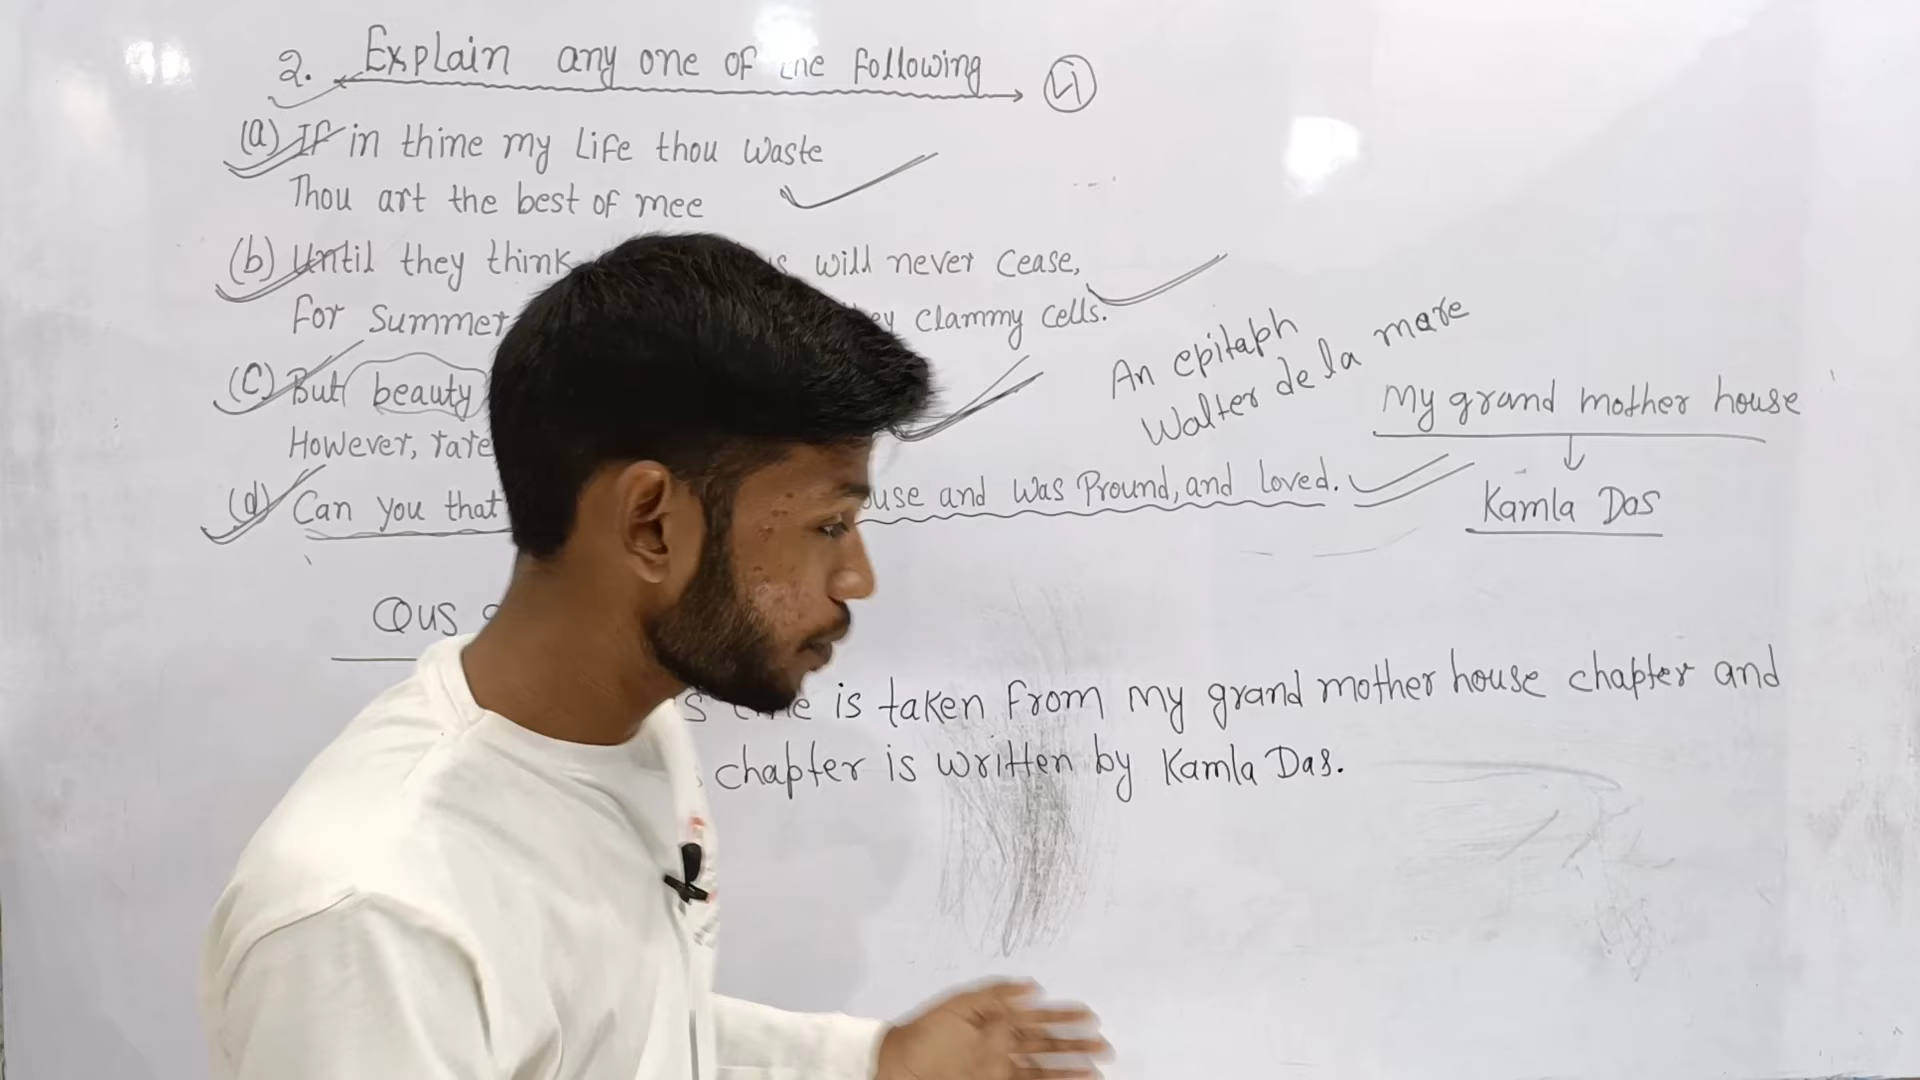 2. Explain any one of the following (4)
(a) If in thine my Life thou waste
Thou art the best of mee
(b) Until they think will never cease,
For Summer clammy cells.
(c) But beauty
However, rare
An epitaph
Walter de la mare
My grand mother house
Kamla Das
(d) Can you that and was Pround, and loved.
Qus
is taken from my grand mother house chapter and
chapter is written by Kamla Das.